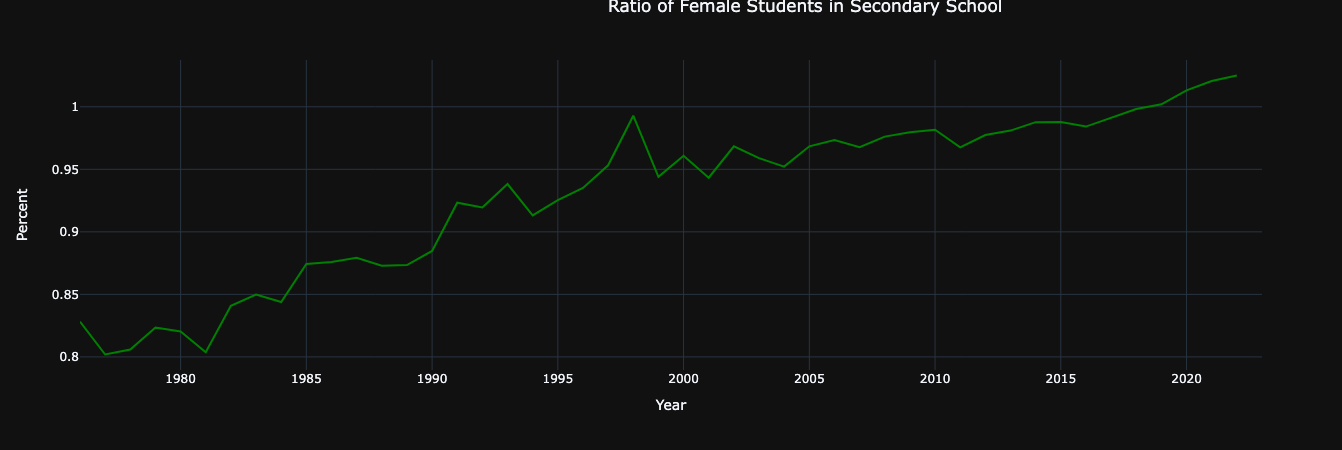 Ratio of Female Students in Secondary School
1
0.95
0.9
0.85
0.8
Percent
1980 1985 1990 1995 2000 2005 2010 2015 2020
Year